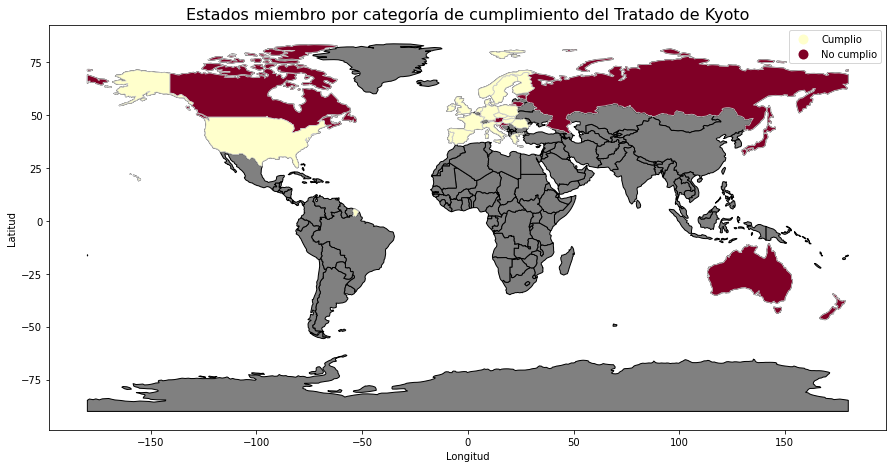 Estados miembro por categoría de cumplimiento del Tratado de Kyoto
Cumplio
No cumplio
75
50
25
0
−25
−50
−75
Latitud
−150
−100
−50
0
50
100
150
Longitud